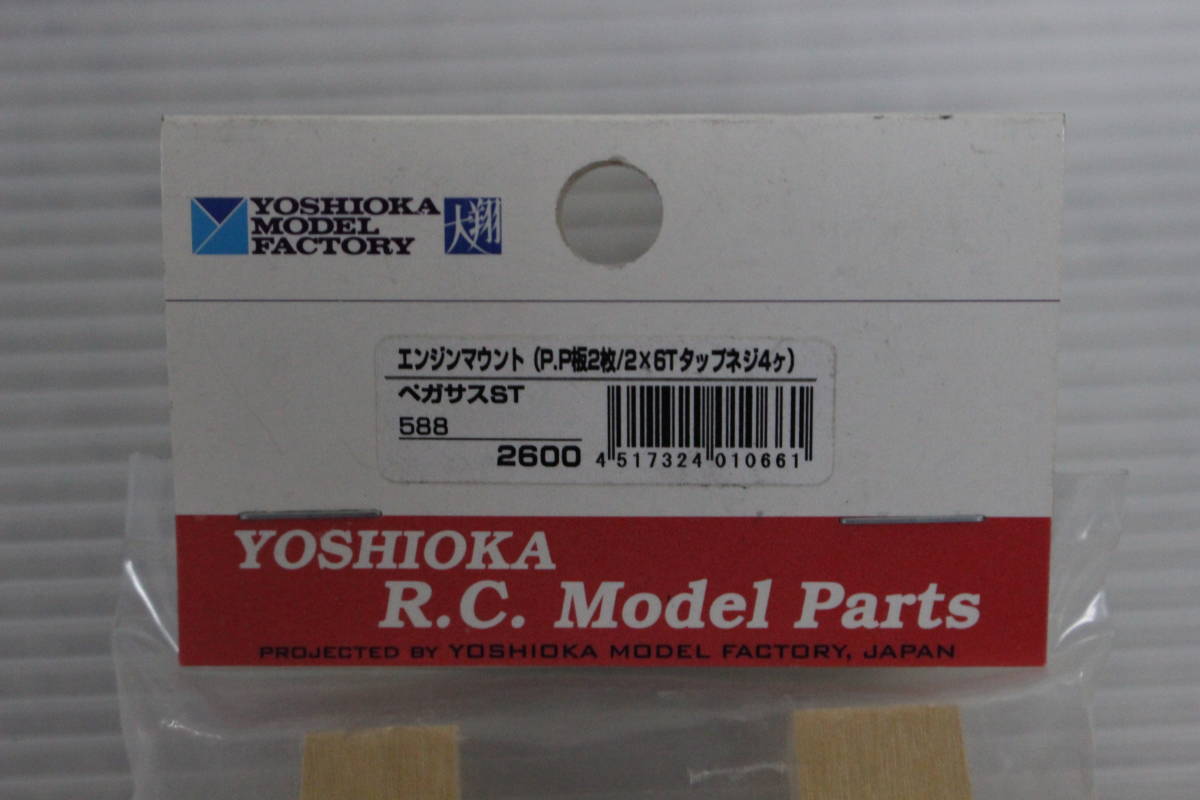 YOSHIOKA
MODEL
FACTORY
大翔
エンジンマウント (P.P板2枚/2×6Tタップネジ4ヶ)
ペガサスST
588
2600
4 517324 010661
YOSHIOKA
R.C. Model Parts
PROJECTED BY YOSHIOKA MODEL FACTORY, JAPAN